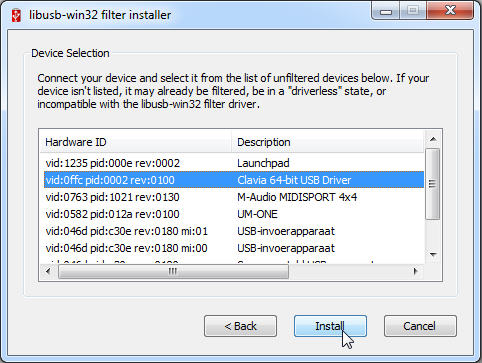 libusb-win32 filter installer
Device Selection
Connect your device and select it from the list of unfiltered devices below. If your
device isn't listed, it may already be filtered, be in a "driverless" state, or
incompatible with the libusb-win32 filter driver.
Hardware ID Description
vid:1235 pid:000e rev:0002 Launchpad
vid:0ffc pid:0002 rev:0100 Clavia 64-bit USB Driver
vid:0763 pid:1021 rev:0130 M-Audio MIDISPORT 4x4
vid:0582 pid:012a rev:0100 UM-ONE
vid:046d pid:c30e rev:0180 mi:01 USB-invoerapparaat
vid:046d pid:c30e rev:0180 mi:00 USB-invoerapparaat
< Back Install Cancel